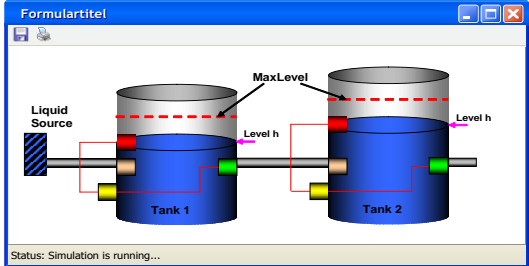 Formulartitel
MaxLevel
Liquid
Source
Level h
Level h
Tank 1
Tank 2
Status: Simulation is running...